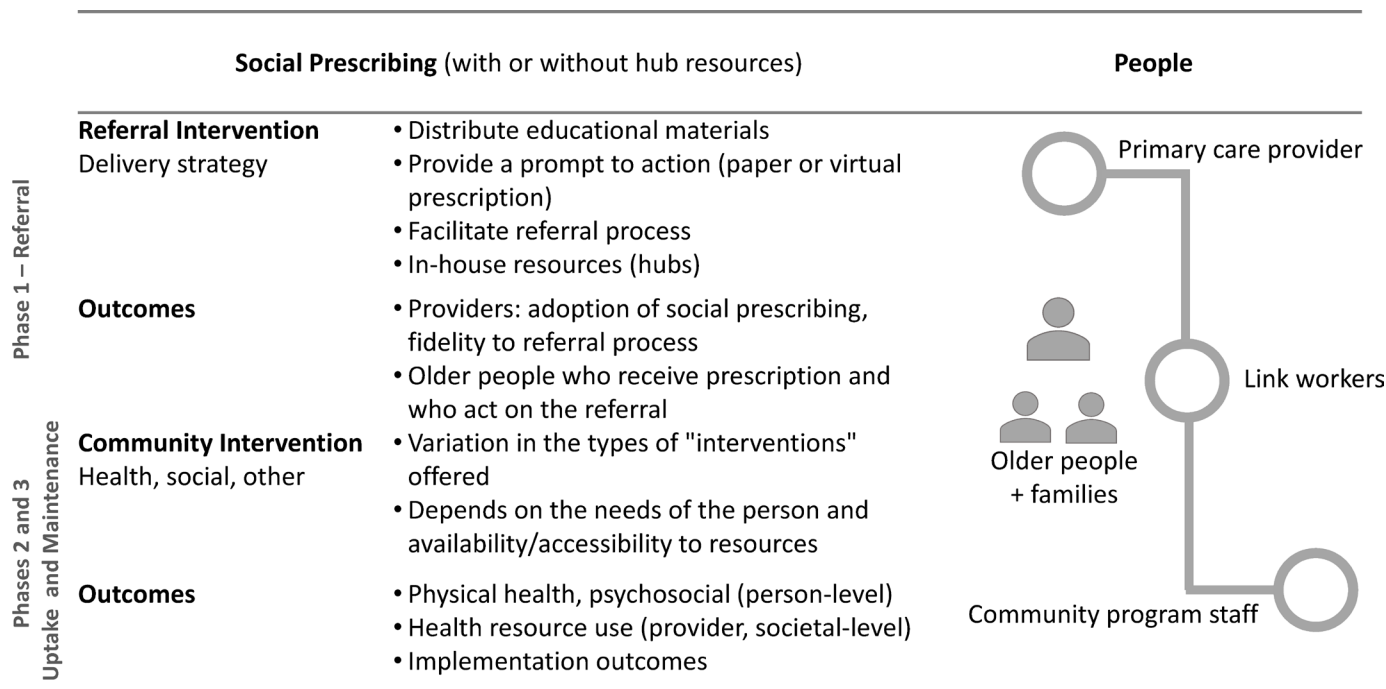 Social Prescribing (with or without hub resources)
People
Phase 1 – Referral
Referral Intervention
Delivery strategy
• Distribute educational materials
• Provide a prompt to action (paper or virtual
prescription)
• Facilitate referral process
• In-house resources (hubs)
Outcomes
• Providers: adoption of social prescribing,
fidelity to referral process
• Older people who receive prescription and
who act on the referral
Phases 2 and 3
Uptake and Maintenance
Community Intervention
Health, social, other
• Variation in the types of "interventions"
offered
• Depends on the needs of the person and
availability/accessibility to resources
Outcomes
• Physical health, psychosocial (person-level)
• Health resource use (provider, societal-level)
• Implementation outcomes
Primary care provider
Link workers
Older people
+ families
Community program staff